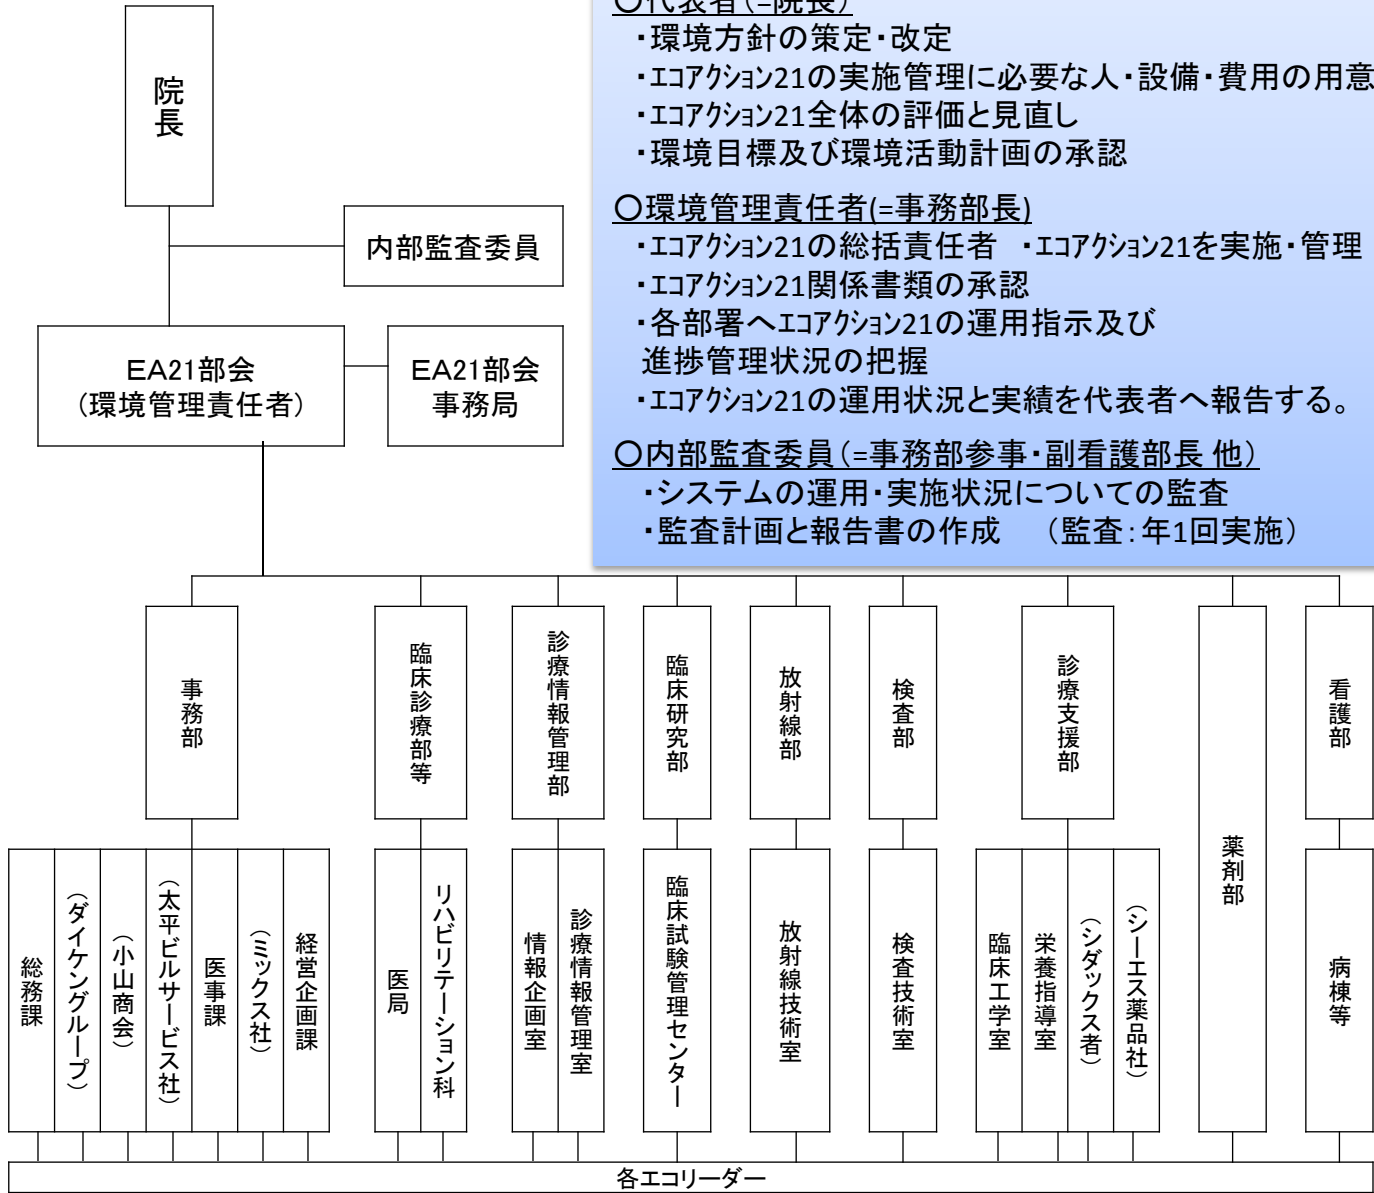 〇代表者(=院長)
・環境方針の策定・改定
・エコアクション21の実施管理に必要な人・設備・費用の用意
・エコアクション21全体の評価と見直し
・環境目標及び環境活動計画の承認
〇環境管理責任者(=事務部長)
・エコアクション21の総括責任者 ・エコアクション21を実施・管理
・エコアクション21関係書類の承認
・各部署へエコアクション21の運用指示及び
進捗管理状況の把握
・エコアクション21の運用状況と実績を代表者へ報告する。
〇内部監査委員(=事務部参事・副看護部長 他)
・システムの運用・実施状況についての監査
・監査計画と報告書の作成 (監査:年1回実施)
院長
内部監査委員
EA21部会
(環境管理責任者)
EA21部会
事務局
事務部
臨床診療部等
診療情報管理部
臨床研究部
放射線部
検査部
診療支援部
薬剤部
看護部
総務課
(ダイケングループ)
(小山商会)
(太平ビルサービス社)
医事課
(ミックス社)
経営企画課
医局
リハビリテーション科
情報企画室
診療情報管理室
臨床試験管理センター
放射線技術室
検査技術室
臨床工学室
栄養指導室
(シダックス者)
(シーエス薬品社)
病棟等
各エコリーダー